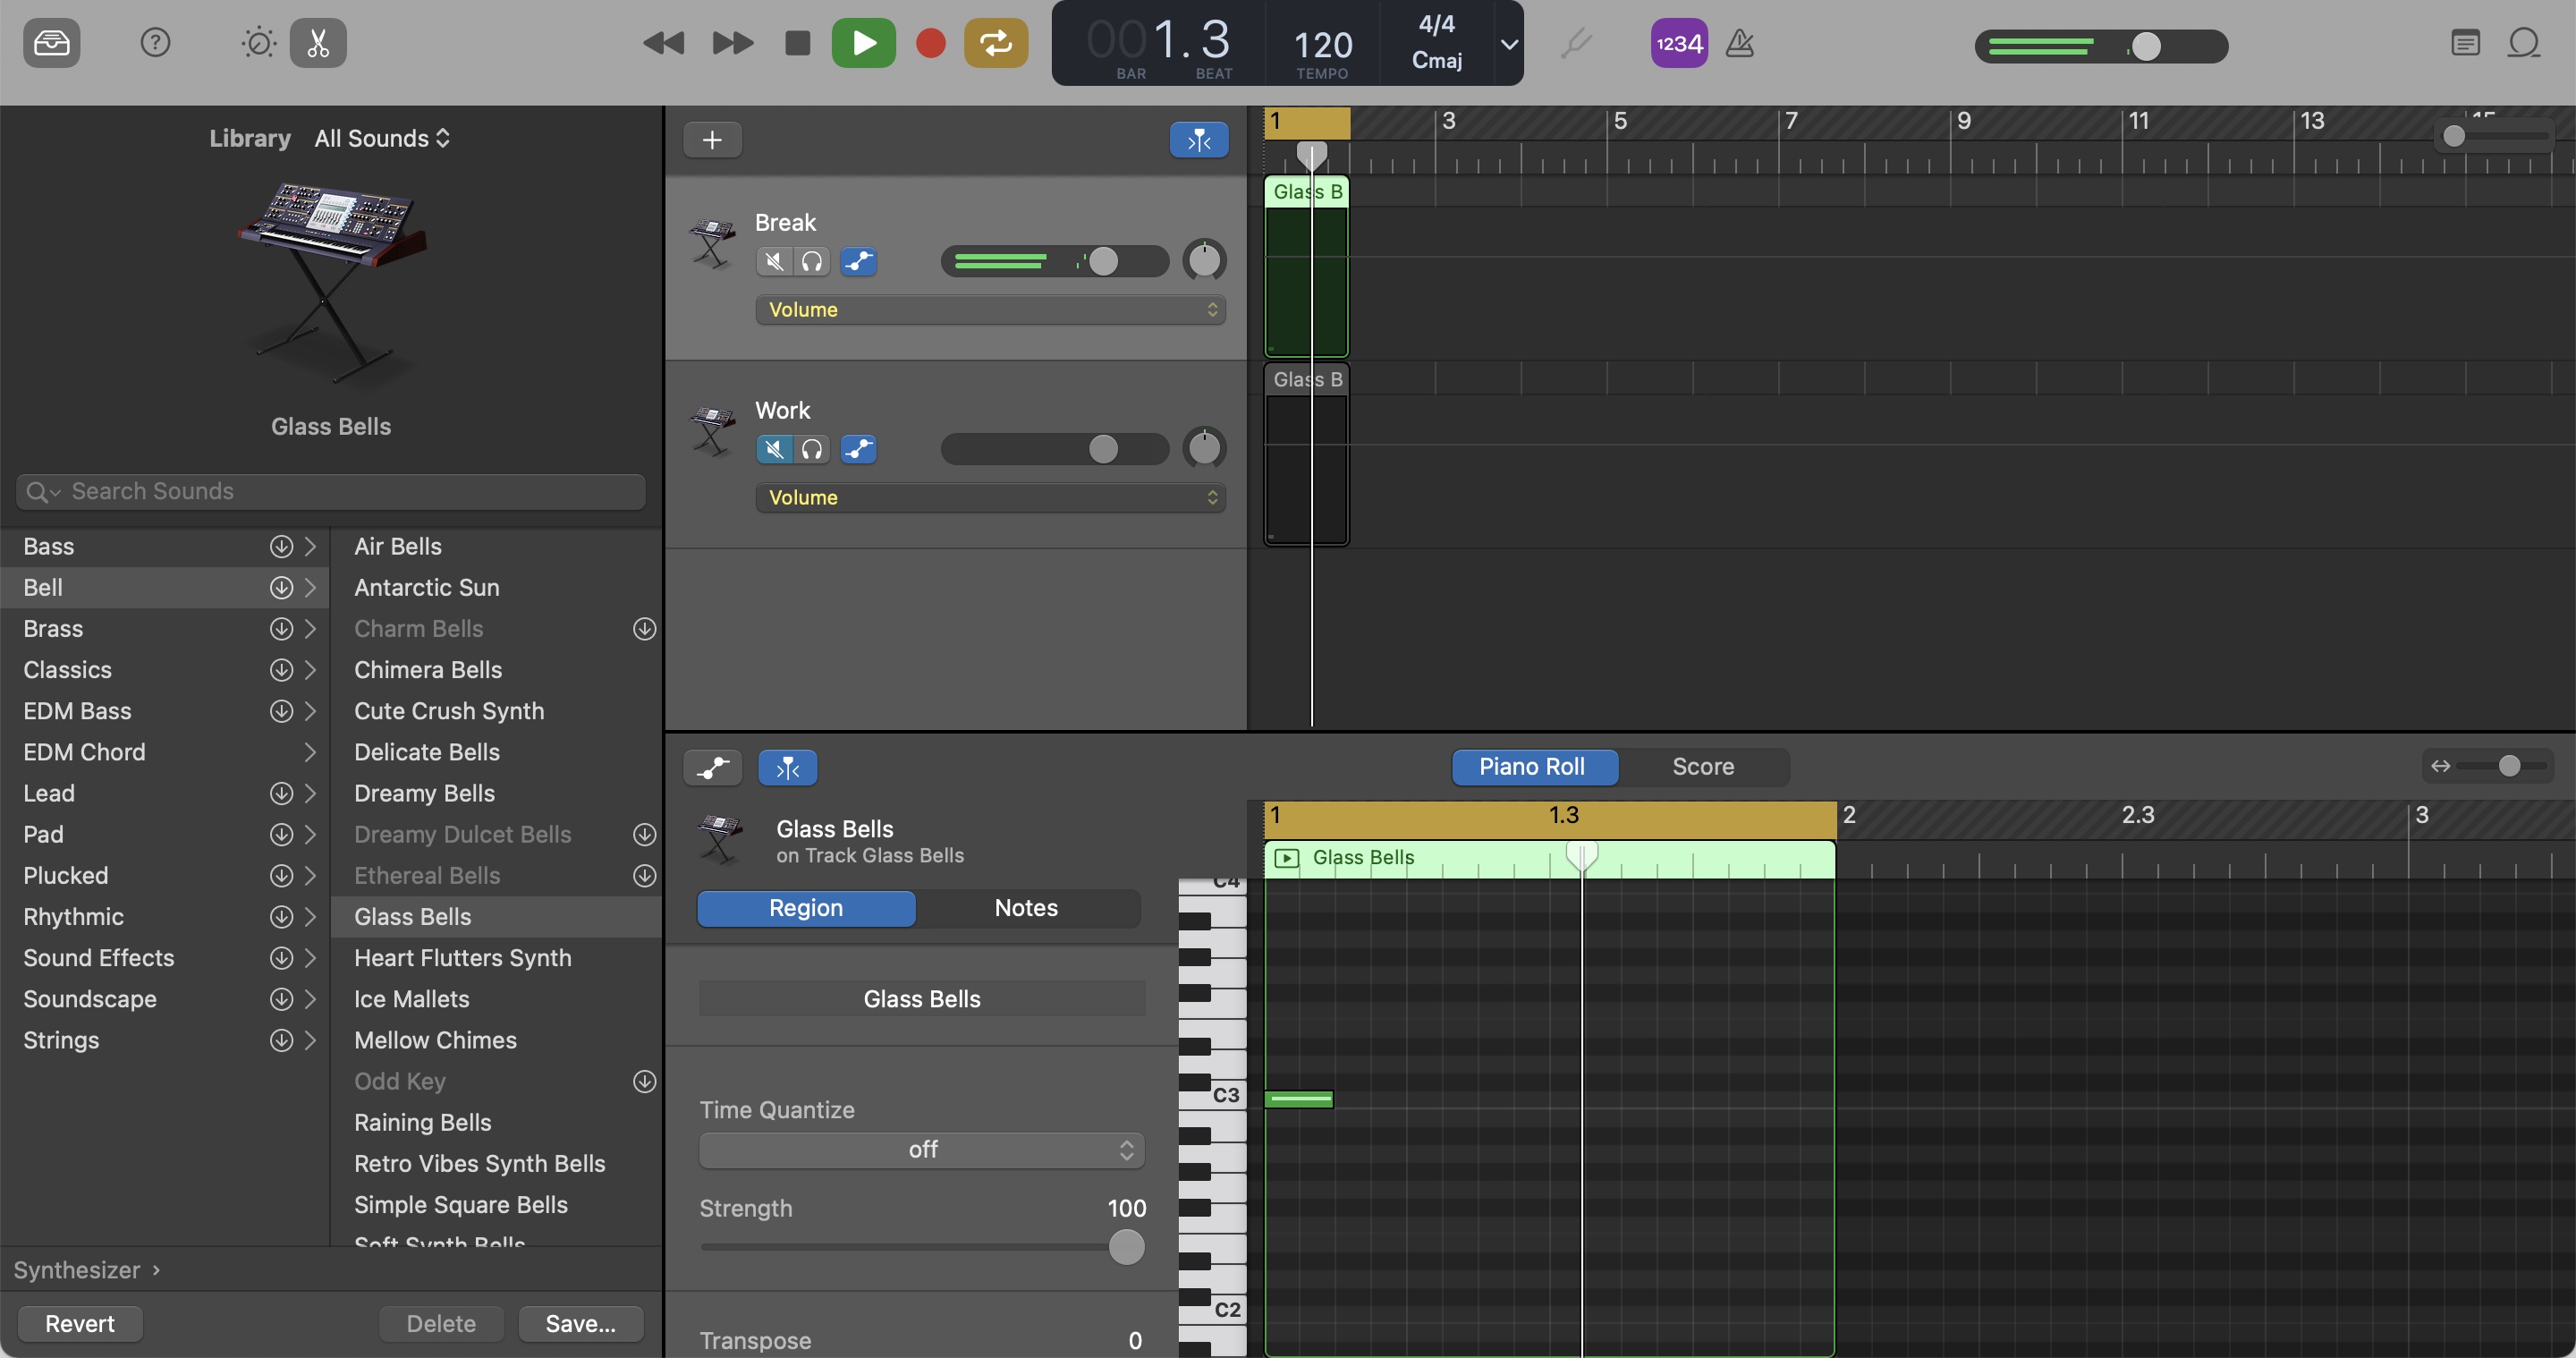 001.3
BAR BEAT
120
TEMPO
4/4
Cmaj
1234
Library All Sounds
Glass Bells
Search Sounds
Bass
Bell
Brass
Classics
EDM Bass
EDM Chord
Lead
Pad
Plucked
Rhythmic
Sound Effects
Soundscape
Strings
Air Bells
Antarctic Sun
Charm Bells
Chimera Bells
Cute Crush Synth
Delicate Bells
Dreamy Bells
Dreamy Dulcet Bells
Ethereal Bells
Glass Bells
Heart Flutters Synth
Ice Mallets
Mellow Chimes
Odd Key
Raining Bells
Retro Vibes Synth Bells
Simple Square Bells
Soft Synth Bells
Synthesizer
Revert Delete Save...
Break
Volume
Work
Volume
1 3 5 7 9 11 13 15
Glass B
Glass B
Piano Roll Score
Glass Bells
on Track Glass Bells
Region Notes
Glass Bells
Time Quantize
off
Strength 100
Transpose 0
1 1.3 2 2.3 3
Glass Bells
C4
C3
C2